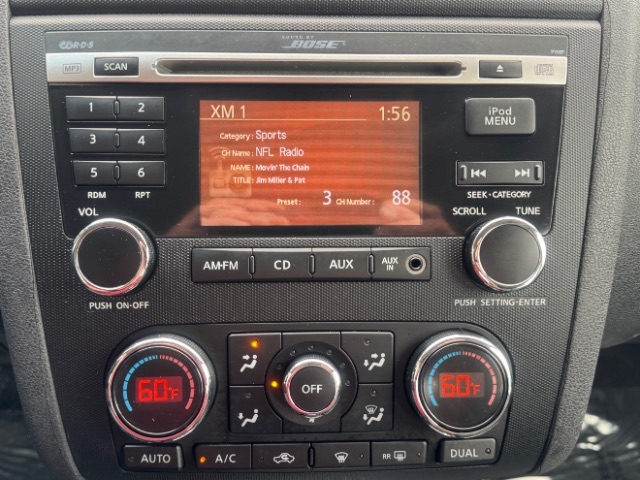 R·D·S
SOUND BY
BOSE
MP3
SCAN
1 2
3 4
5 6
RDM RPT
VOL
PUSH ON·OFF
XM 1 1:56
Category: Sports
CH Name: NFL Radio
NAME: Movin' The Chain
TITLE: Jim Miller & Pat
Preset: 3 CH Number: 88
iPod
MENU
SEEK·CATEGORY
SCROLL TUNE
PUSH SETTING·ENTER
AM·FM CD AUX AUX
IN
60°F
OFF
60°F
AUTO A/C RR DUAL